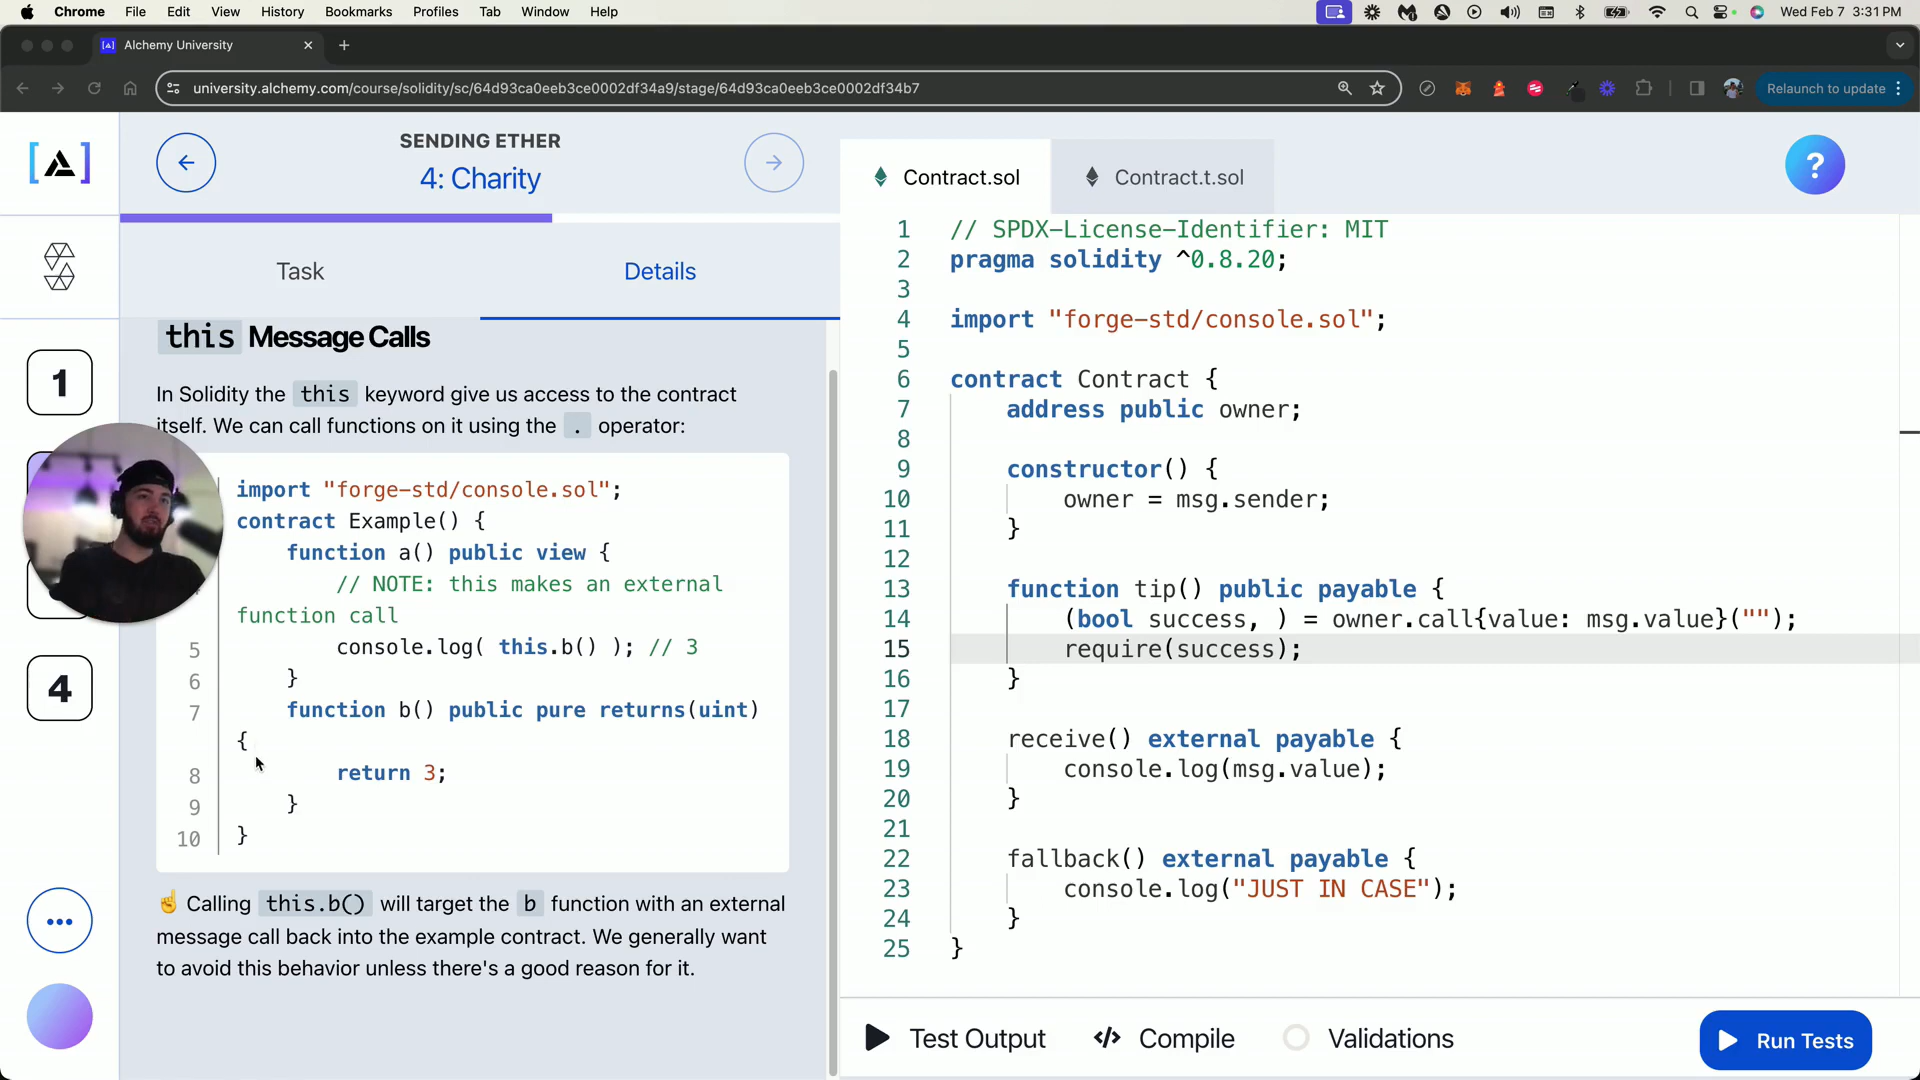 Chrome File Edit View History Bookmarks Profiles Tab Window Help Wed Feb 7 3:31 PM
Alchemy University
university.alchemy.com/course/solidity/sc/64d93ca0eeb3ce0002df34a9/stage/64d93ca0eeb3ce0002df34b7
Relaunch to update
SENDING ETHER
4: Charity
Task Details
this Message Calls
In Solidity the this keyword give us access to the contract
itself. We can call functions on it using the . operator:
import "forge-std/console.sol";
contract Example() {
function a() public view {
// NOTE: this makes an external
function call
5 console.log( this.b() ); // 3
6 }
7 function b() public pure returns(uint)
{
8 return 3;
9 }
10 }
☝ Calling this.b() will target the b function with an external
message call back into the example contract. We generally want
to avoid this behavior unless there's a good reason for it.
1
4
Contract.sol Contract.t.sol
?
1 // SPDX-License-Identifier: MIT
2 pragma solidity ^0.8.20;
3
4 import "forge-std/console.sol";
5
6 contract Contract {
7 address public owner;
8
9 constructor() {
10 owner = msg.sender;
11 }
12
13 function tip() public payable {
14 (bool success, ) = owner.call{value: msg.value}("");
15 require(success);
16 }
17
18 receive() external payable {
19 console.log(msg.value);
20 }
21
22 fallback() external payable {
23 console.log("JUST IN CASE");
24 }
25 }
Test Output </> Compile Validations Run Tests